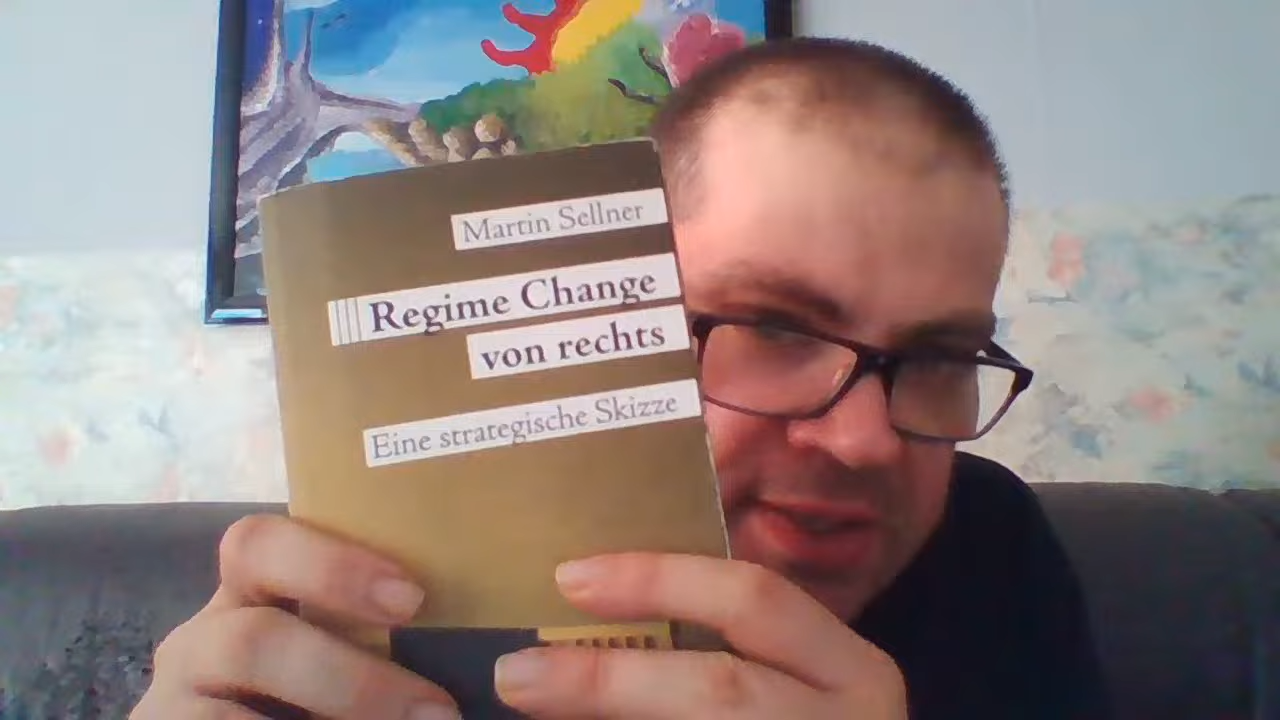 Martin Sellner
Regime Change
von rechts
Eine strategische Skizze